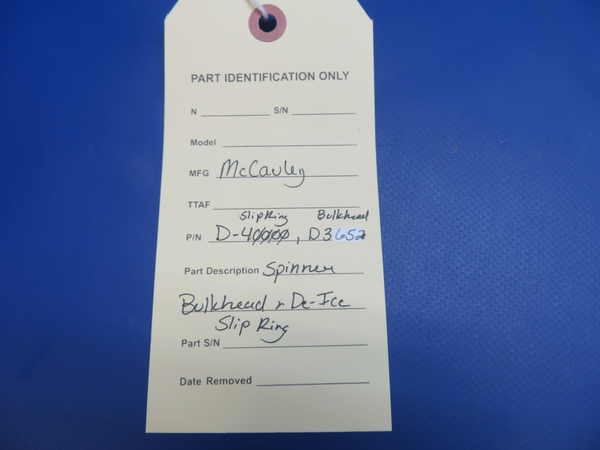 PART IDENTIFICATION ONLY
N S/N
Model
MFG McCauley
TTAF
Slip Ring Bulkhead
P/N D-40000, D3652
Part Description Spinner
Bulkhead & De-Ice
Slip Ring
Part S/N
Date Removed